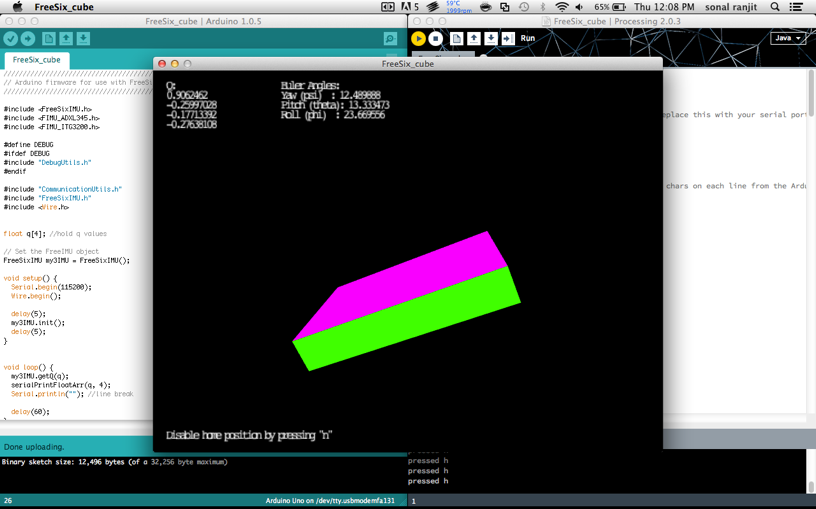 FreeSix_cube
5
59°C
1999rpm
65%
Thu 12:08 PM
sonal ranjit
FreeSix_cube | Arduino 1.0.5
FreeSix_cube | Processing 2.0.3
Run
Java
FreeSix_cube
////////////////////////////////////////
// Arduino firmware for use with FreeSi
////////////////////////////////////////
#include <FreeSixIMU.h>
#include <FIMU_ADXL345.h>
#include <FIMU_ITG3200.h>
#define DEBUG
#ifdef DEBUG
#include "DebugUtils.h"
#endif
#include "CommunicationUtils.h"
#include "FreeSixIMU.h"
#include <Wire.h>
float q[4]; //hold q values
// Set the FreeIMU object
FreeSixIMU my3IMU = FreeSixIMU();
void setup() {
Serial.begin(115200);
Wire.begin();
delay(5);
my3IMU.init();
delay(5);
}
void loop() {
my3IMU.getQ(q);
serialPrintFloatArr(q, 4);
Serial.println(""); //line break
delay(60);
Done uploading.
Binary sketch size: 12,496 bytes (of a 32,256 byte maximum)
26
Arduino Uno on /dev/tty.usbmodemfa131
FreeSix_cube
Q:
0.9062462
-0.25997028
-0.17713392
-0.27638108
Euler Angles:
Yaw (psi) : 12.489888
Pitch (theta): 13.333473
Roll (phi) : 23.669556
Disable home position by pressing "n"
eplace this with your serial port
chars on each line from the Ardu
pressed h
pressed h
pressed h
1